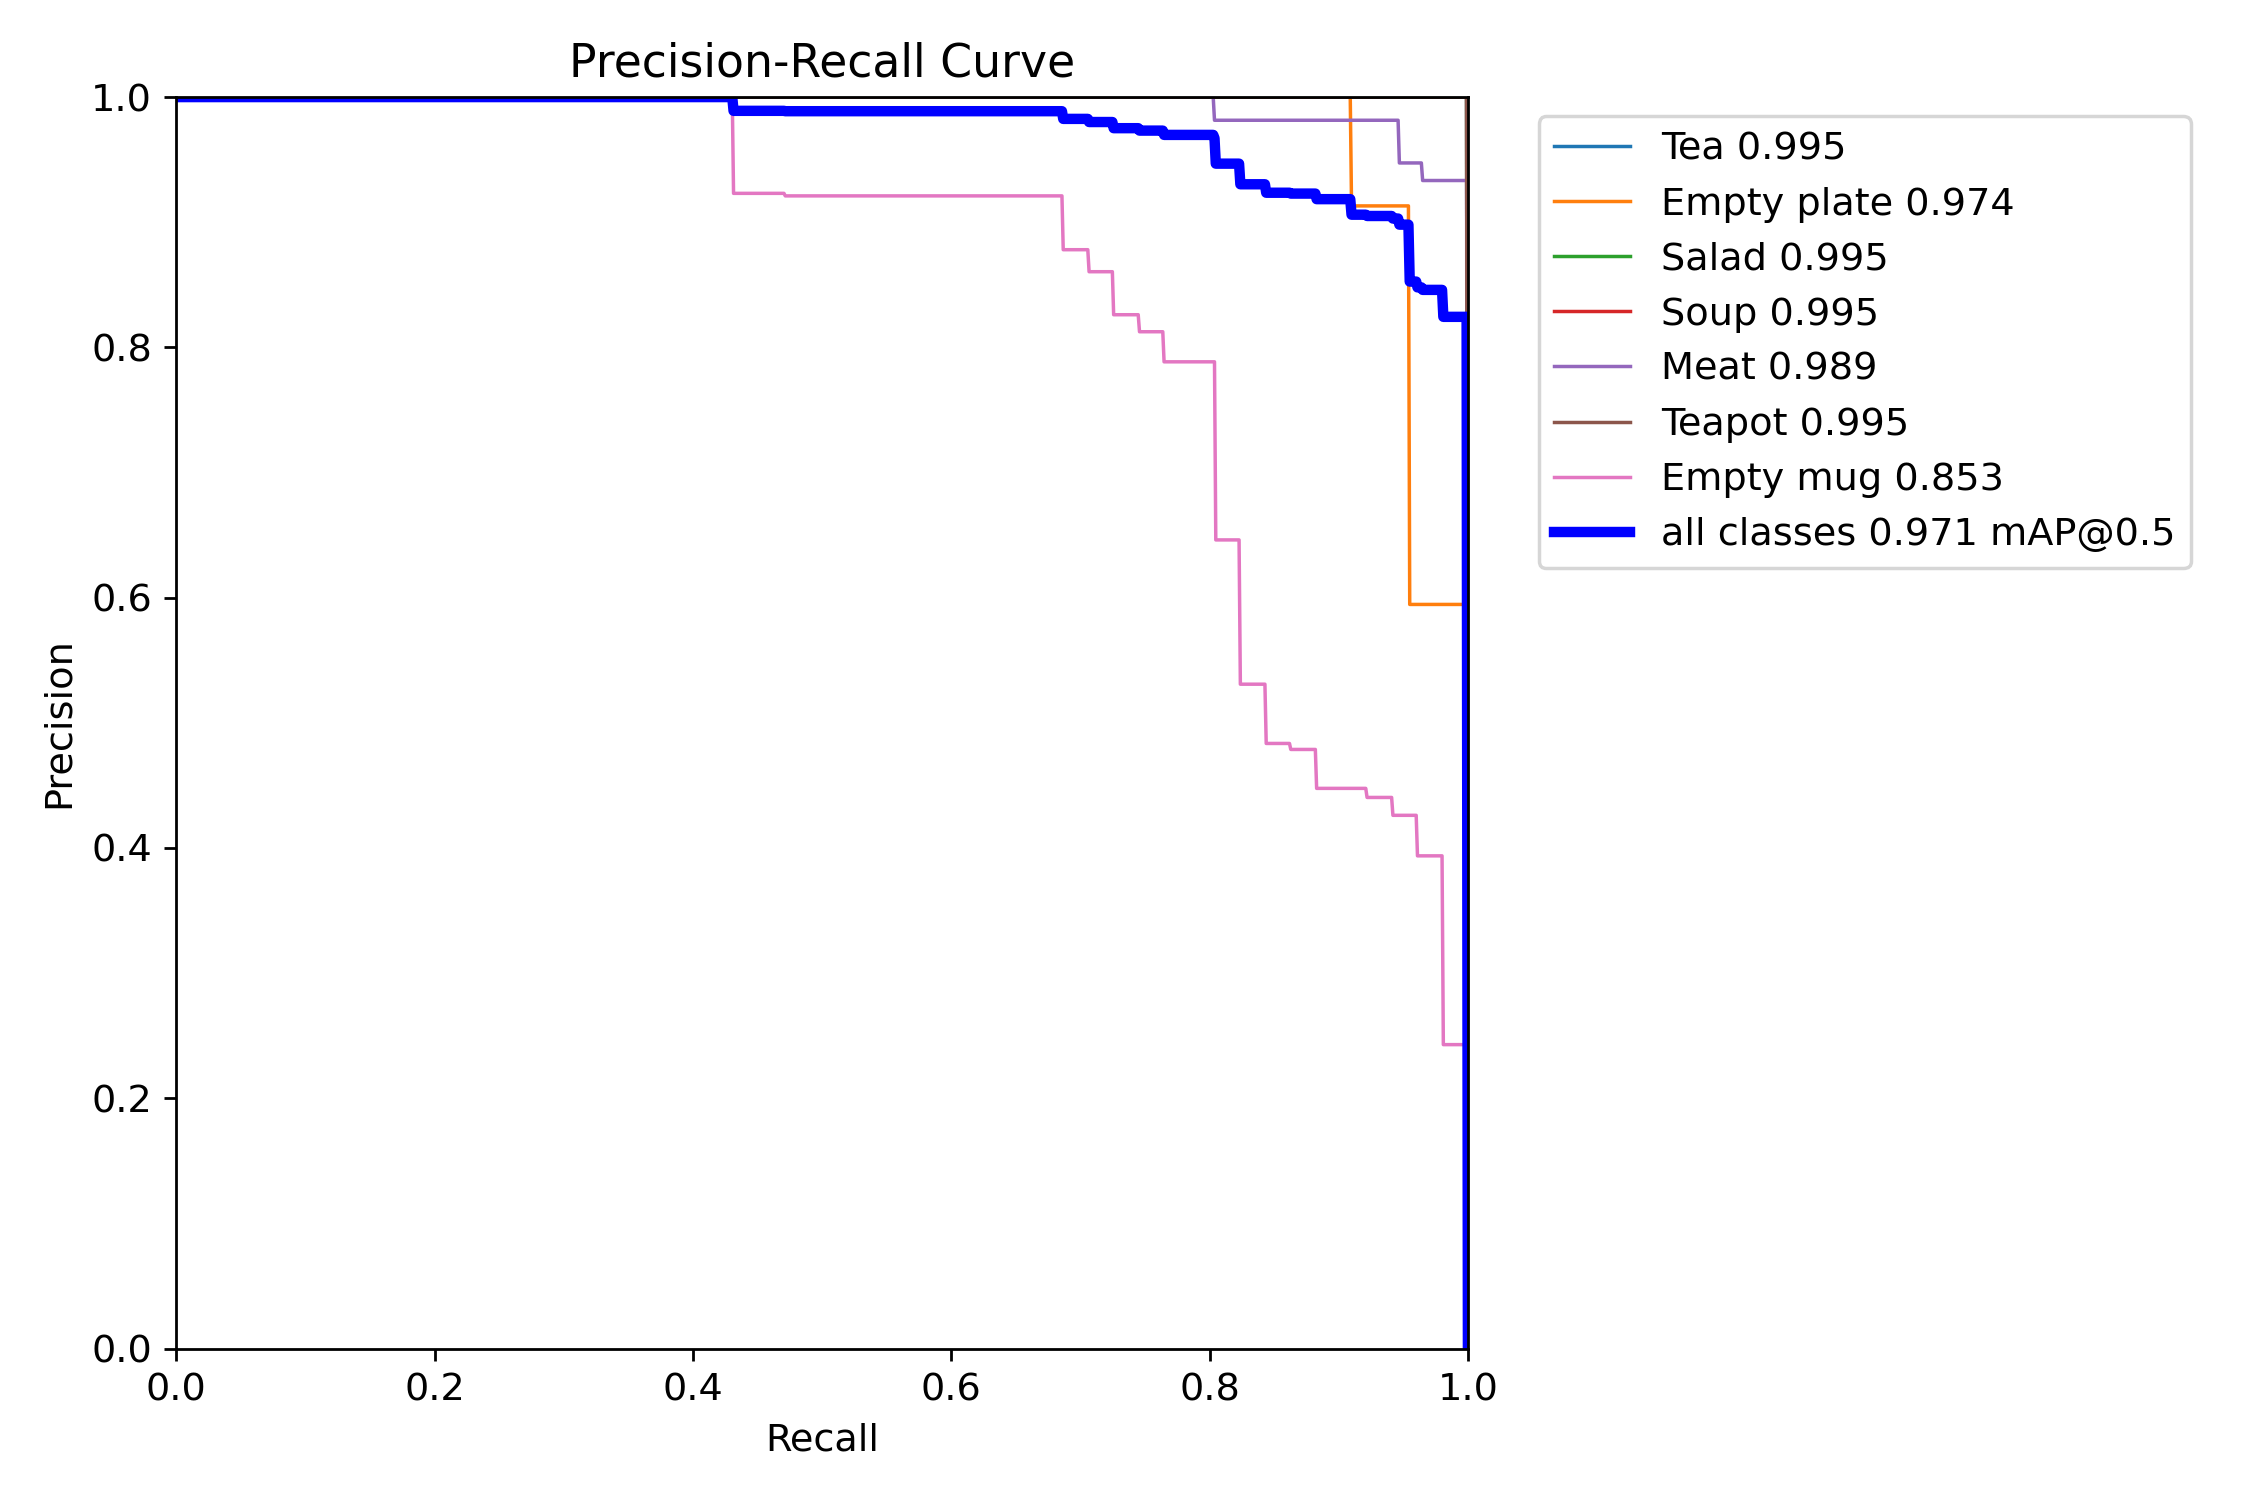 Precision-Recall Curve
1.0
0.8
0.6
0.4
0.2
0.0
Precision
0.0 0.2 0.4 0.6 0.8 1.0
Recall
Tea 0.995
Empty plate 0.974
Salad 0.995
Soup 0.995
Meat 0.989
Teapot 0.995
Empty mug 0.853
all classes 0.971 mAP@0.5